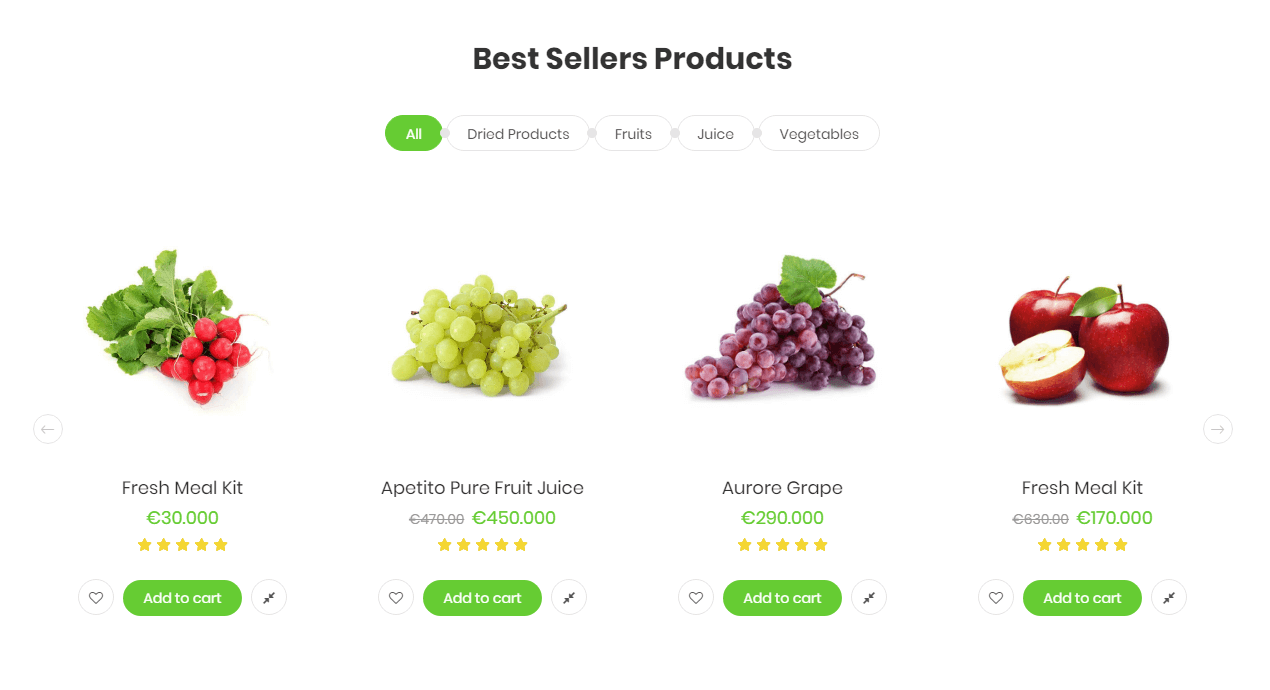 Best Sellers Products
All Dried Products Fruits Juice Vegetables
Fresh Meal Kit Apetito Pure Fruit Juice Aurore Grape Fresh Meal Kit
€30.000 €470.00 €450.000 €290.000 €630.00 €170.000
Add to cart Add to cart Add to cart Add to cart